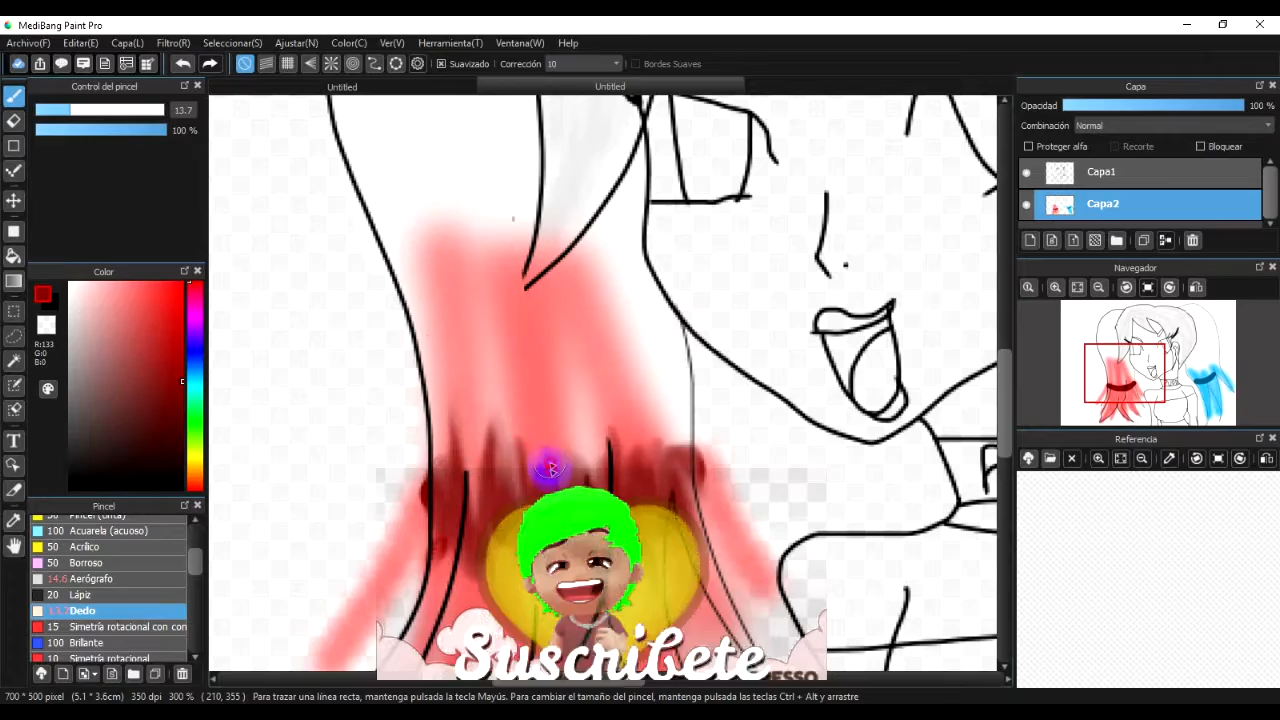 MediBang Paint Pro
Archivo(F) Editar(E) Capa(L) Filtro(R) Seleccionar(S) Ajustar(N) Color(C) Ver(V) Herramienta(T) Ventana(W) Help
Suavizado Corrección 10 Bordes Suaves
Control del pincel
Untitled
Untitled
Capa
13.7
100 %
Opacidad 100 %
Combinación Normal
Proteger alfa Recorte Bloquear
Capa1
Capa2
Color
Navegador
R:133
G:0
B:0
Referencia
Pincel
50 Pincel (tinta)
100 Acuarela (acuoso)
50 Acrílico
50 Borroso
14.6 Aerógrafo
20 Lápiz
13.7 Dedo
15 Simetría rotacional con con
100 Brillante
10 Simetría rotacional
Suscribete
700 * 500 pixel (5.1 * 3.6cm) 350 dpi 300 % ( 210, 355 ) Para trazar una línea recta, mantenga pulsada la tecla Mayús. Para cambiar el tamaño del pincel, mantenga pulsada las teclas Ctrl + Alt y arrastre